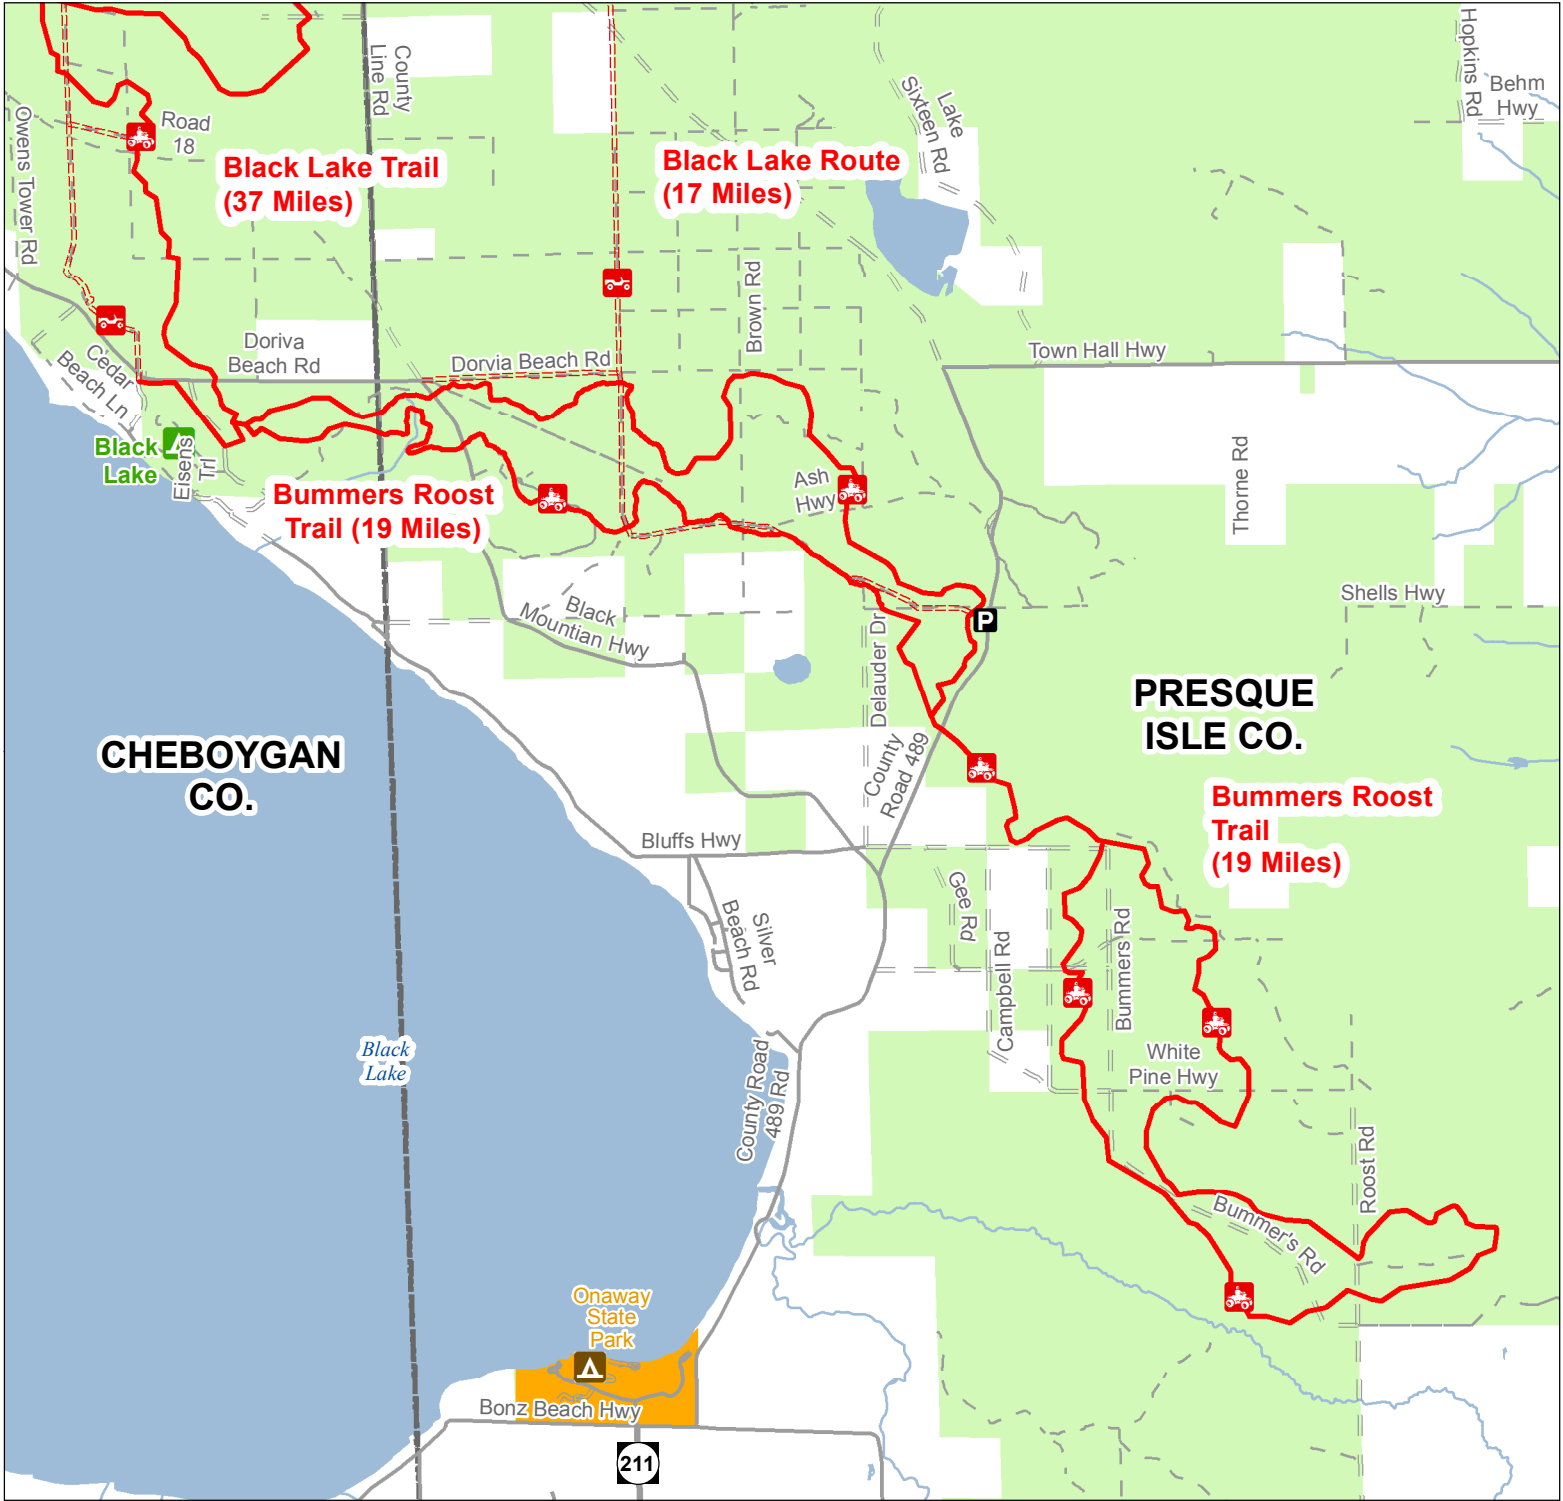 County
Line Rd
Hopkins Rd
Behm
Hwy
Lake
Sixteen Rd
Owens Tower Rd
Road
18
Black Lake Trail
(37 Miles)
Black Lake Route
(17 Miles)
Brown Rd
Doriva
Beach Rd
Dorvia Beach Rd
Town Hall Hwy
Cedar
Beach Ln
Black
Lake
Eisens
Trl
Bummers Roost
Trail (19 Miles)
Ash
Hwy
Thorne Rd
Shells Hwy
Black
Mountian Hwy
P
Delauder Dr
PRESQUE
ISLE CO.
CHEBOYGAN
CO.
County
Road 489
Bummers Roost
Trail
(19 Miles)
Bluffs Hwy
Gee Rd
Silver
Beach Rd
Campbell Rd
Bummers Rd
Black
Lake
White
Pine Hwy
County Road
489 Rd
Roost Rd
Bummer's Rd
Onaway
State
Park
Bonz Beach Hwy
211